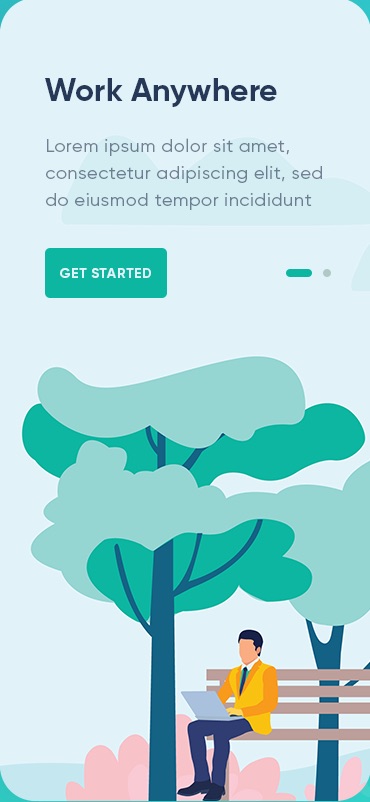 Work Anywhere
Lorem ipsum dolor sit amet,
consectetur adipiscing elit, sed
do eiusmod tempor incididunt
GET STARTED